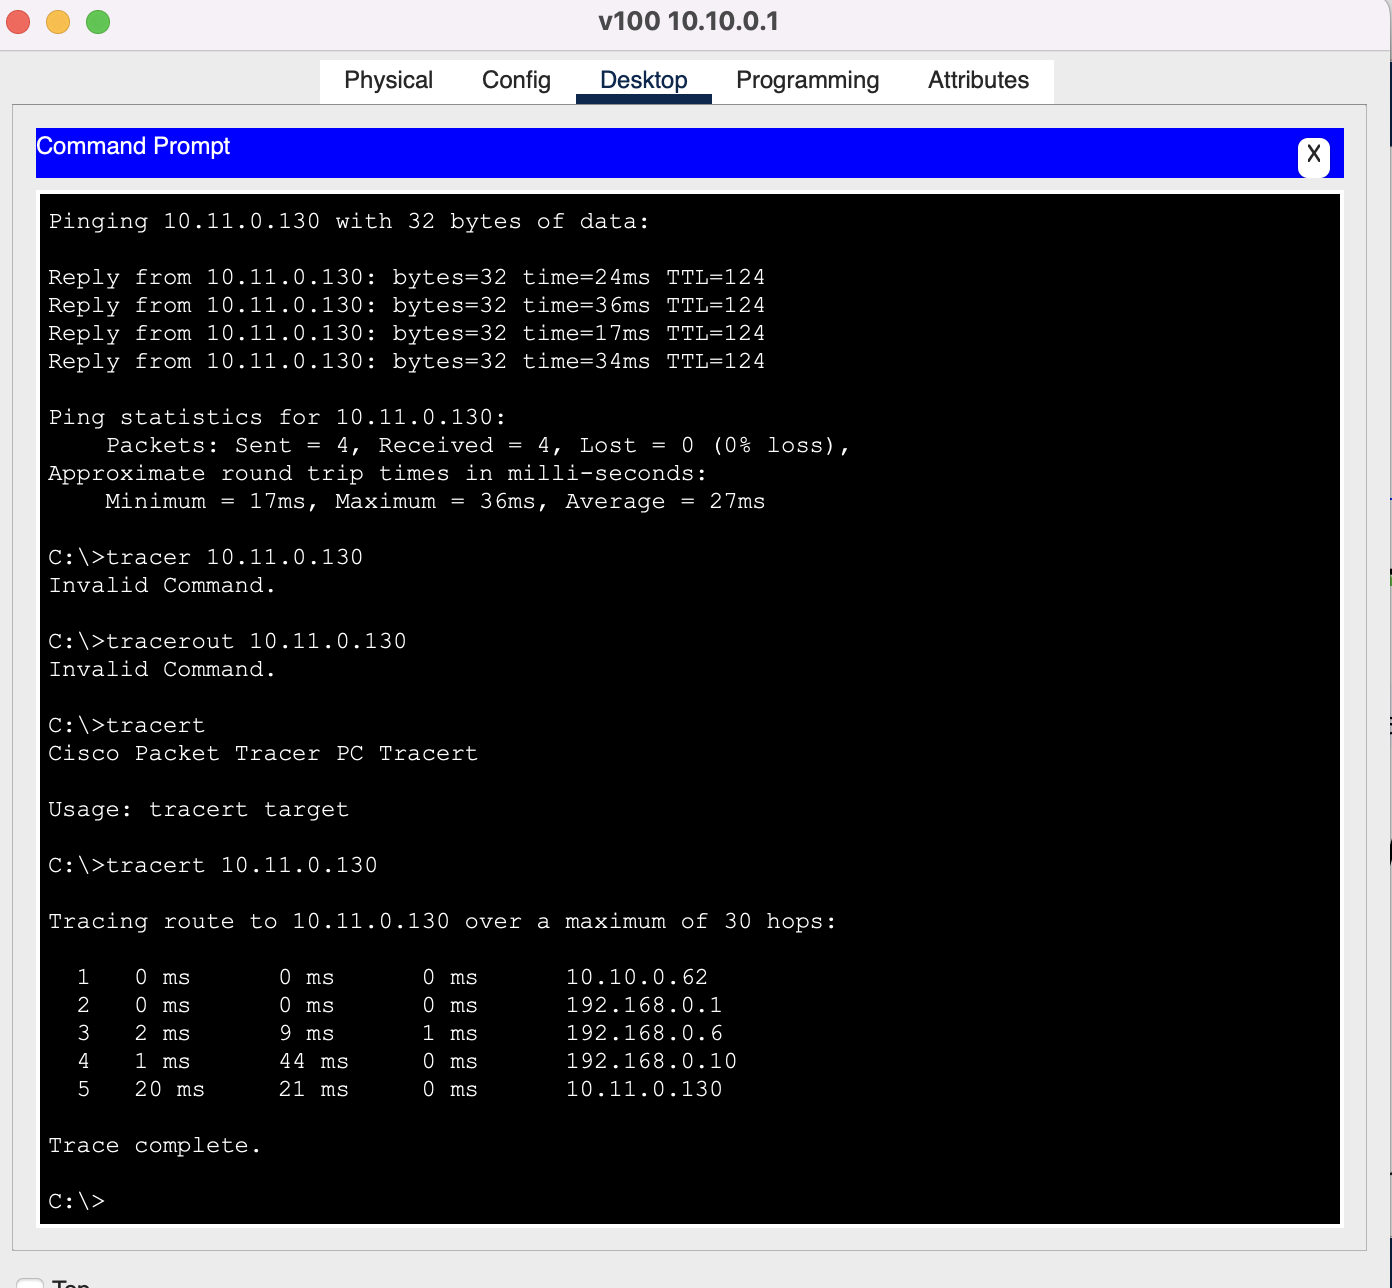 v100 10.10.0.1
Physical Config Desktop Programming Attributes
Command Prompt
X
Pinging 10.11.0.130 with 32 bytes of data:
Reply from 10.11.0.130: bytes=32 time=24ms TTL=124
Reply from 10.11.0.130: bytes=32 time=36ms TTL=124
Reply from 10.11.0.130: bytes=32 time=17ms TTL=124
Reply from 10.11.0.130: bytes=32 time=34ms TTL=124
Ping statistics for 10.11.0.130:
Packets: Sent = 4, Received = 4, Lost = 0 (0% loss),
Approximate round trip times in milli-seconds:
Minimum = 17ms, Maximum = 36ms, Average = 27ms
C:\>tracer 10.11.0.130
Invalid Command.
C:\>tracerout 10.11.0.130
Invalid Command.
C:\>tracert
Cisco Packet Tracer PC Tracert
Usage: tracert target
C:\>tracert 10.11.0.130
Tracing route to 10.11.0.130 over a maximum of 30 hops:
1 0 ms 0 ms 0 ms 10.10.0.62
2 0 ms 0 ms 0 ms 192.168.0.1
3 2 ms 9 ms 1 ms 192.168.0.6
4 1 ms 44 ms 0 ms 192.168.0.10
5 20 ms 21 ms 0 ms 10.11.0.130
Trace complete.
C:\>
Top